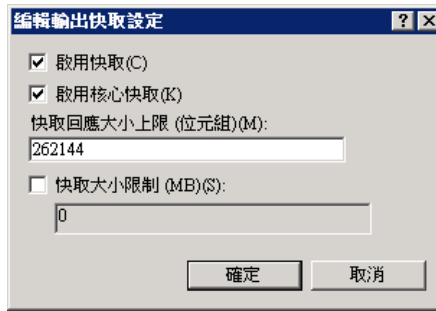 編輯輸出快取設定
啟用快取(C)
啟用核心快取(K)
快取回應大小上限 (位元組)(M):
262144
快取大小限制 (MB)(S):
0
確定
取消